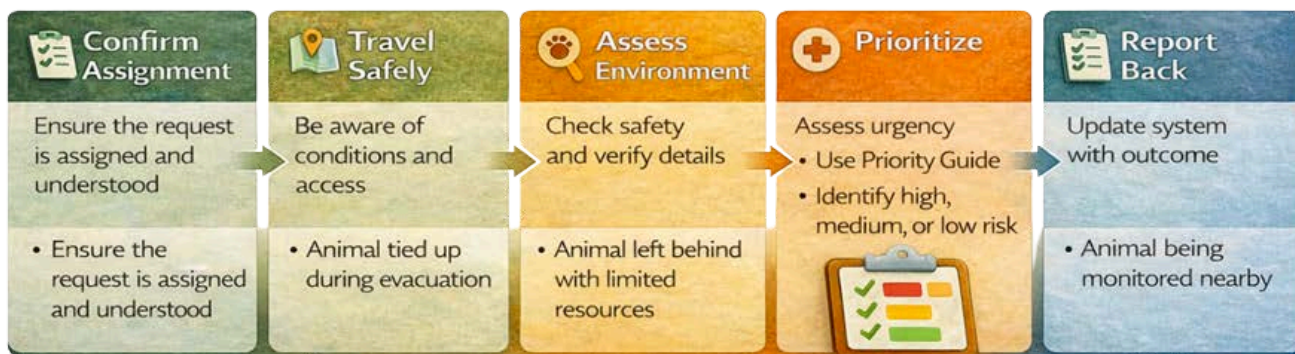 Confirm
Assignment
Ensure the request
is assigned and
understood
• Ensure the
request is assigned
and understood
Travel
Safely
Be aware of
conditions and
access
• Animal tied up
during evacuation
Assess
Environment
Check safety
and verify details
• Animal left behind
with limited
resources
Prioritize
Assess urgency
• Use Priority Guide
• Identify high,
medium, or low risk
Report
Back
Update system
with outcome
• Animal being
monitored nearby